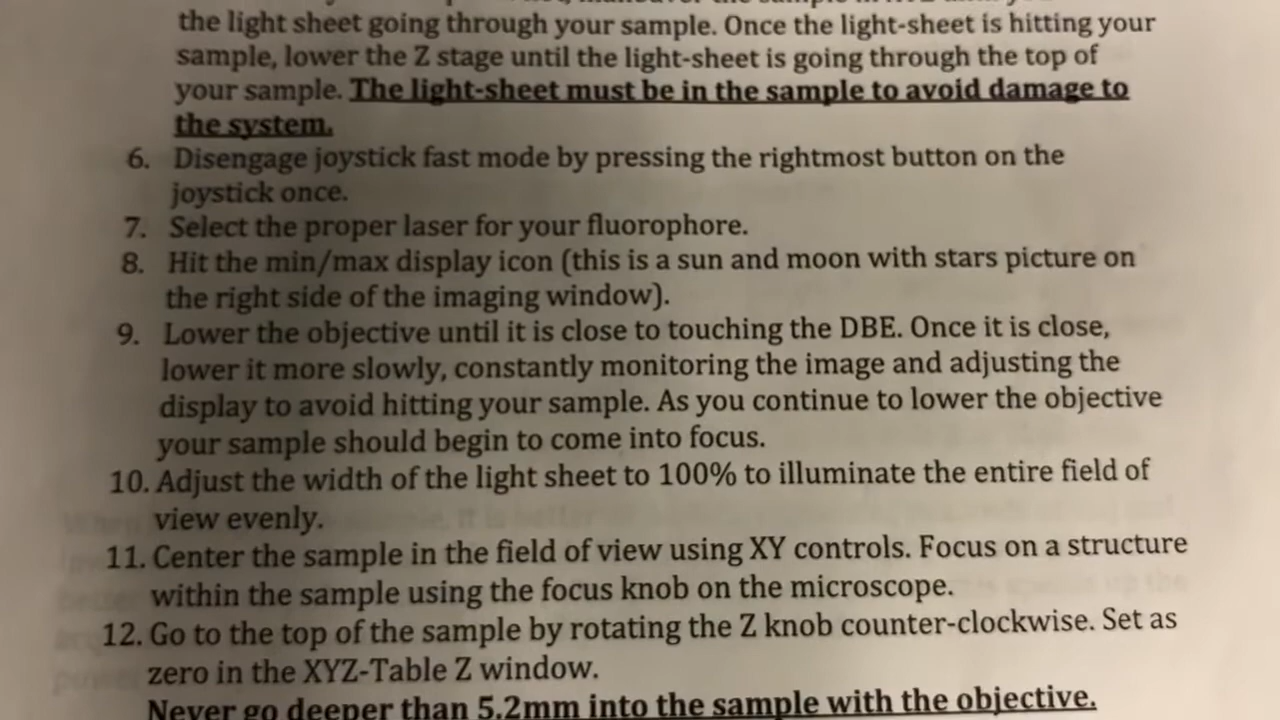 the light sheet going through your sample. Once the light-sheet is hitting your
sample, lower the Z stage until the light-sheet is going through the top of
your sample. The light-sheet must be in the sample to avoid damage to
the system.
6. Disengage joystick fast mode by pressing the rightmost button on the
joystick once.
7. Select the proper laser for your fluorophore.
8. Hit the min/max display icon (this is a sun and moon with stars picture on
the right side of the imaging window).
9. Lower the objective until it is close to touching the DBE. Once it is close,
lower it more slowly, constantly monitoring the image and adjusting the
display to avoid hitting your sample. As you continue to lower the objective
your sample should begin to come into focus.
10. Adjust the width of the light sheet to 100% to illuminate the entire field of
view evenly.
11. Center the sample in the field of view using XY controls. Focus on a structure
within the sample using the focus knob on the microscope.
12. Go to the top of the sample by rotating the Z knob counter-clockwise. Set as
zero in the XYZ-Table Z window.
Never go deeper than 5.2mm into the sample with the objective.